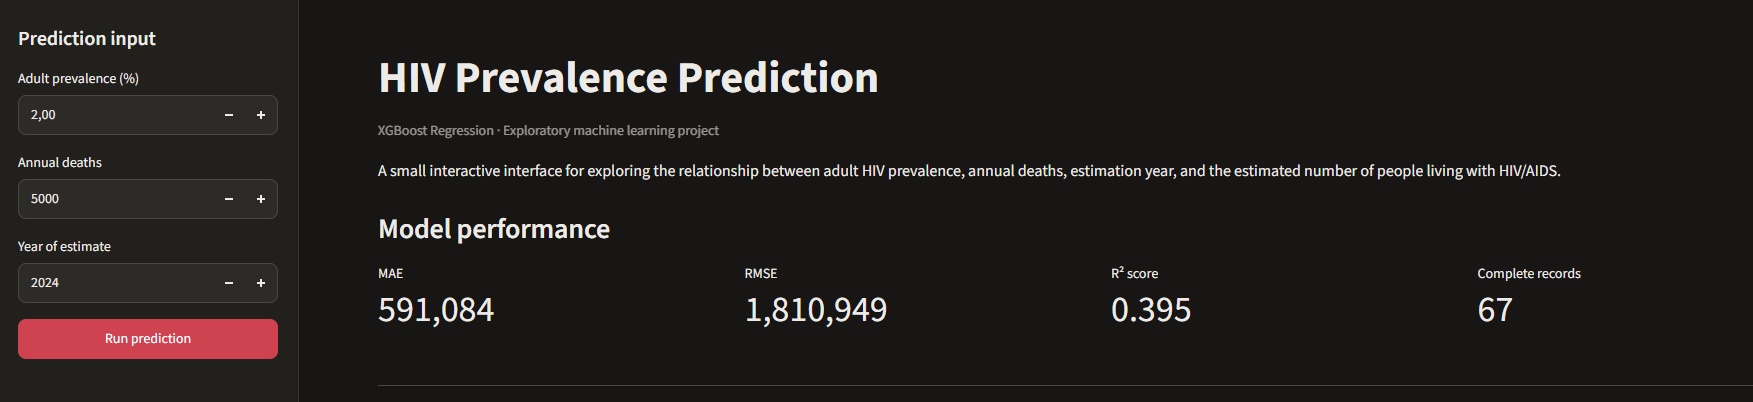 Prediction input
Adult prevalence (%)
2,00
Annual deaths
5000
Year of estimate
2024
Run prediction
HIV Prevalence Prediction
XGBoost Regression · Exploratory machine learning project
A small interactive interface for exploring the relationship between adult HIV prevalence, annual deaths, estimation year, and the estimated number of people living with HIV/AIDS.
Model performance
MAE
591,084
RMSE
1,810,949
R² score
0.395
Complete records
67